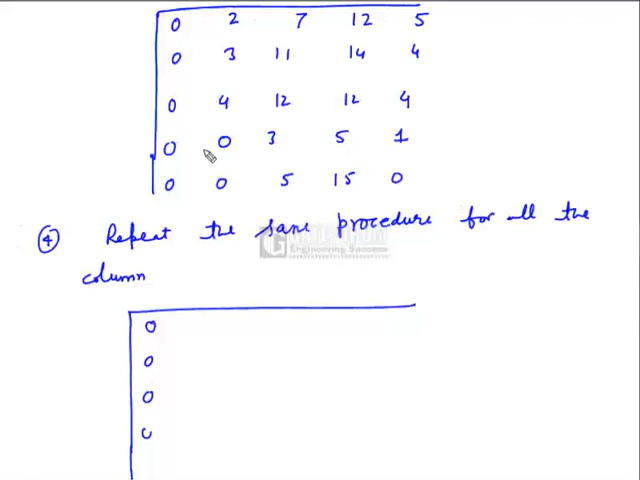 0 2 7 12 5
0 3 11 14 4
0 4 12 12 4
0 0 3 5 1
0 0 5 15 0
④ Repeat the same procedure for all the
Engineering Success
column
0
0
0
0